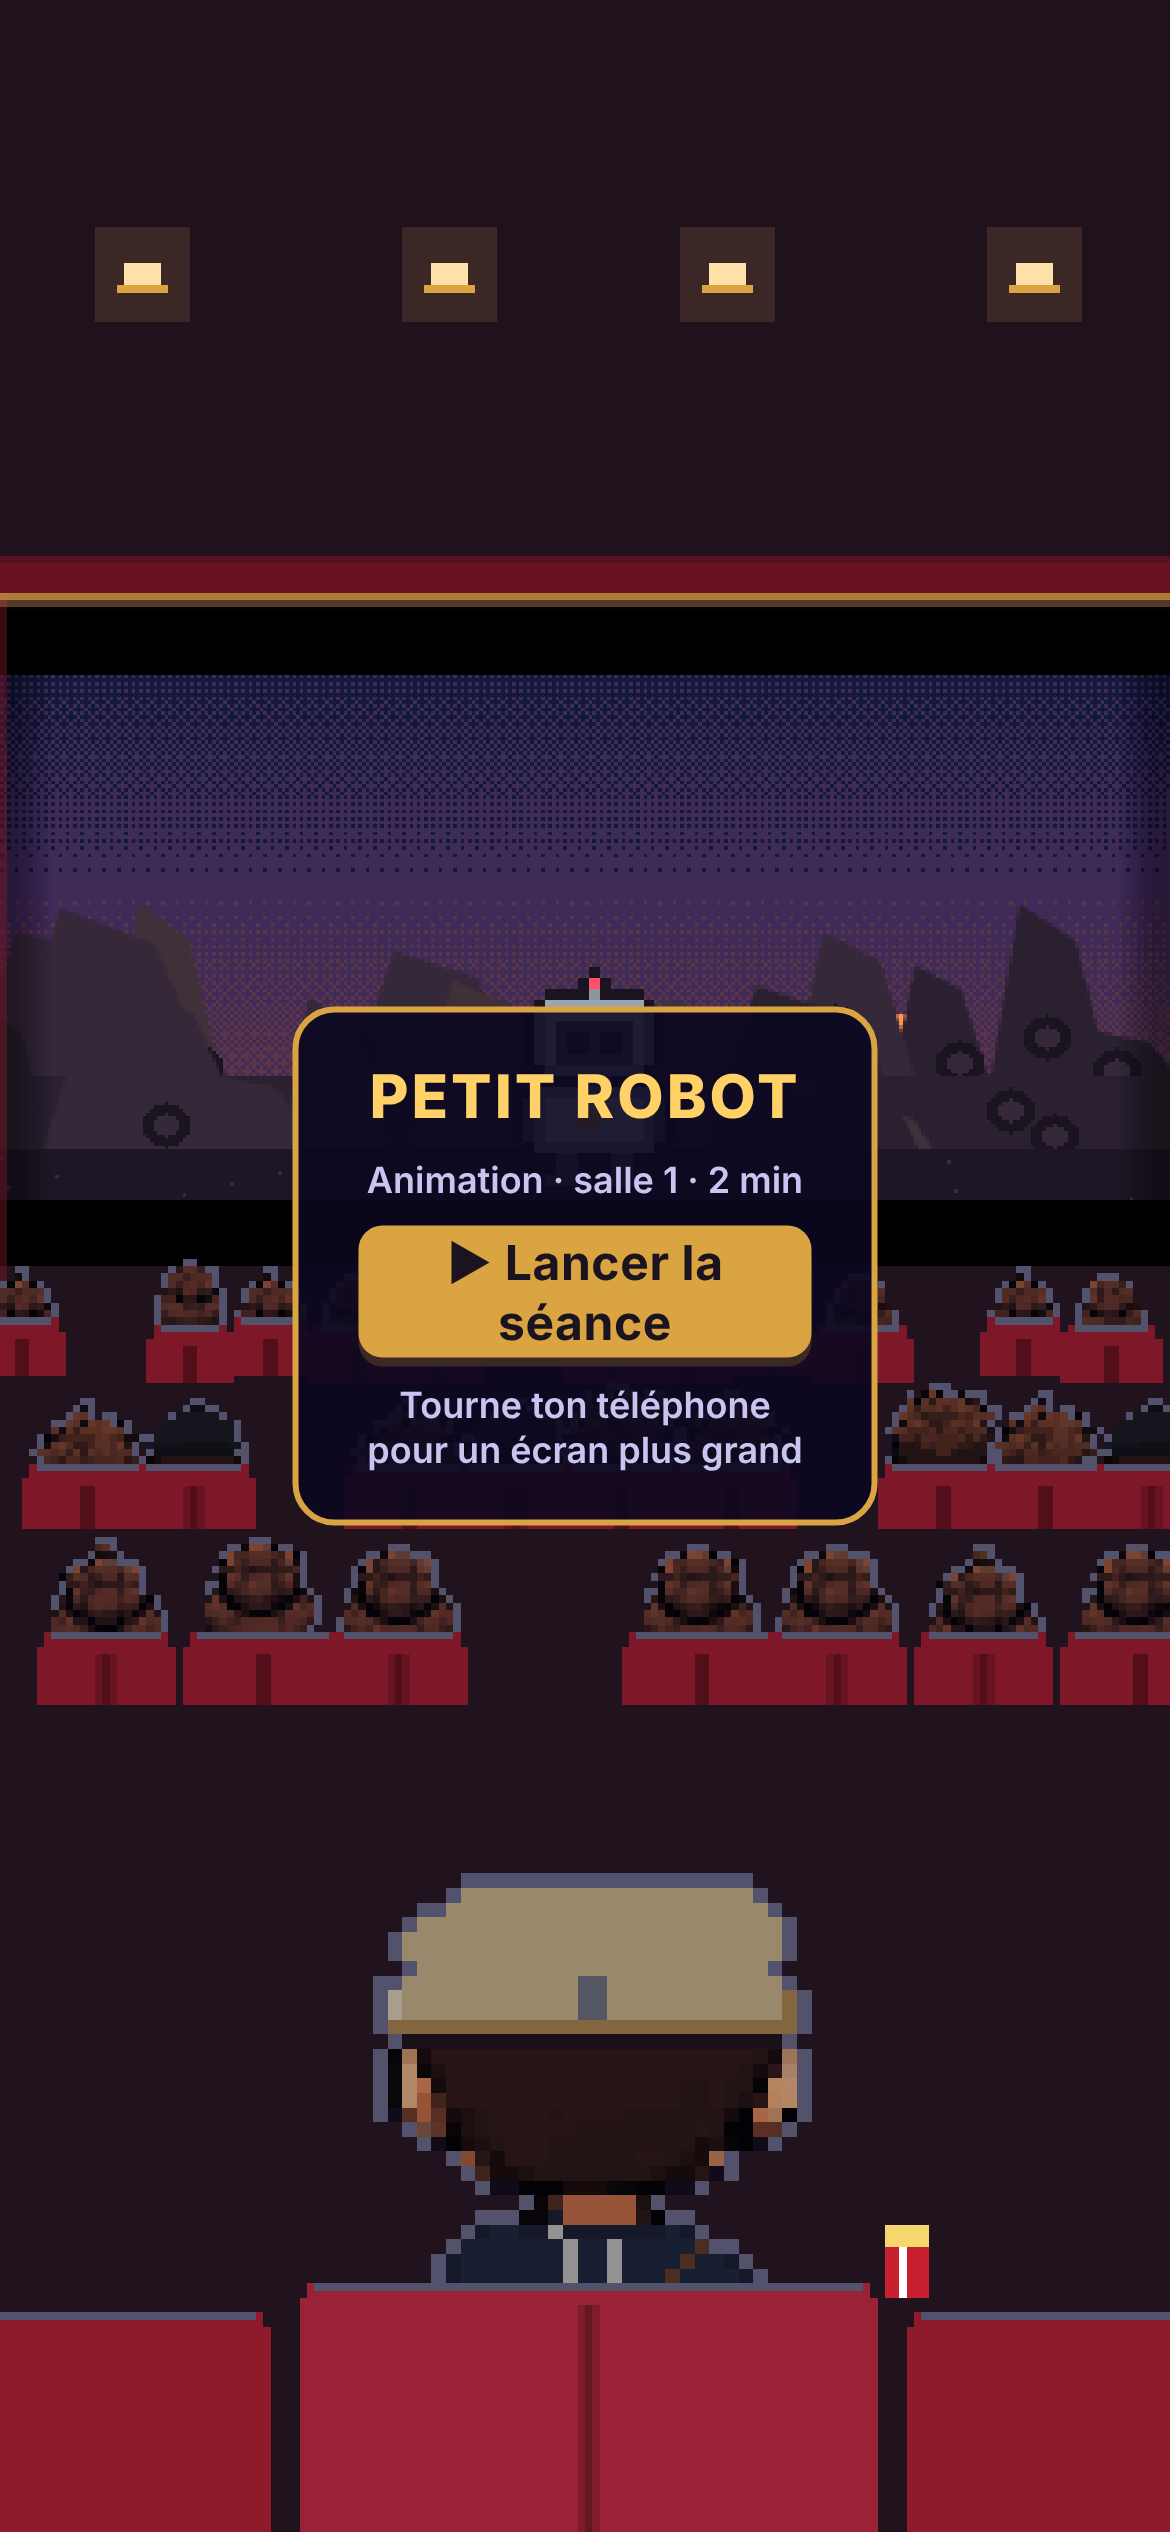 PETIT ROBOT
Animation · salle 1 · 2 min
▶ Lancer la
séance
Tourne ton téléphone
pour un écran plus grand